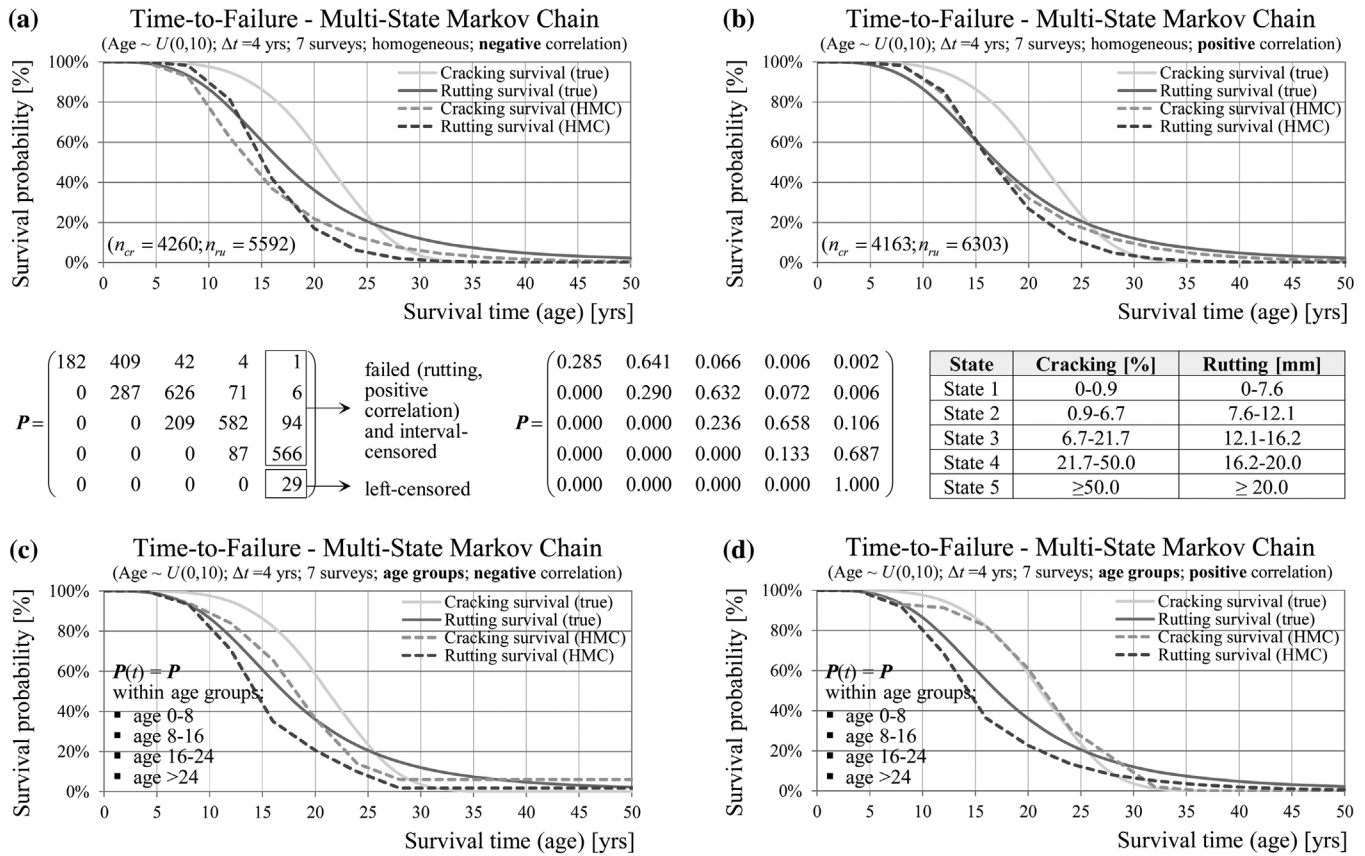 (a)
Time-to-Failure - Multi-State Markov Chain
(Age ~ U(0,10); Δt =4 yrs; 7 surveys; homogeneous; negative correlation)
Survival probability [%]
100%
80%
60%
40%
20%
0%
Cracking survival (true)
Rutting survival (true)
Cracking survival (HMC)
Rutting survival (HMC)
(n_cr = 4260; n_ru = 5592)
0 5 10 15 20 25 30 35 40 45 50
Survival time (age) [yrs]
(b)
Time-to-Failure - Multi-State Markov Chain
(Age ~ U(0,10); Δt =4 yrs; 7 surveys; homogeneous; positive correlation)
Survival probability [%]
100%
80%
60%
40%
20%
0%
Cracking survival (true)
Rutting survival (true)
Cracking survival (HMC)
Rutting survival (HMC)
(n_cr = 4163; n_ru = 6303)
0 5 10 15 20 25 30 35 40 45 50
Survival time (age) [yrs]
P =
182 409 42 4 1
0 287 626 71 6
0 0 209 582 94
0 0 0 87 566
0 0 0 0 29
failed (rutting,
positive
correlation)
and interval-
censored
left-censored
P =
0.285 0.641 0.066 0.006 0.002
0.000 0.290 0.632 0.072 0.006
0.000 0.000 0.236 0.658 0.106
0.000 0.000 0.000 0.133 0.687
0.000 0.000 0.000 0.000 1.000
State Cracking [%] Rutting [mm]
State 1 0-0.9 0-7.6
State 2 0.9-6.7 7.6-12.1
State 3 6.7-21.7 12.1-16.2
State 4 21.7-50.0 16.2-20.0
State 5 ≥50.0 ≥ 20.0
(c)
Time-to-Failure - Multi-State Markov Chain
(Age ~ U(0,10); Δt =4 yrs; 7 surveys; age groups; negative correlation)
Survival probability [%]
100%
80%
60%
40%
20%
0%
Cracking survival (true)
Rutting survival (true)
Cracking survival (HMC)
Rutting survival (HMC)
P(t) = P
within age groups:
▪ age 0-8
▪ age 8-16
▪ age 16-24
▪ age >24
0 5 10 15 20 25 30 35 40 45 50
Survival time (age) [yrs]
(d)
Time-to-Failure - Multi-State Markov Chain
(Age ~ U(0,10); Δt =4 yrs; 7 surveys; age groups; positive correlation)
Survival probability [%]
100%
80%
60%
40%
20%
0%
Cracking survival (true)
Rutting survival (true)
Cracking survival (HMC)
Rutting survival (HMC)
P(t) = P
within age groups:
▪ age 0-8
▪ age 8-16
▪ age 16-24
▪ age >24
0 5 10 15 20 25 30 35 40 45 50
Survival time (age) [yrs]